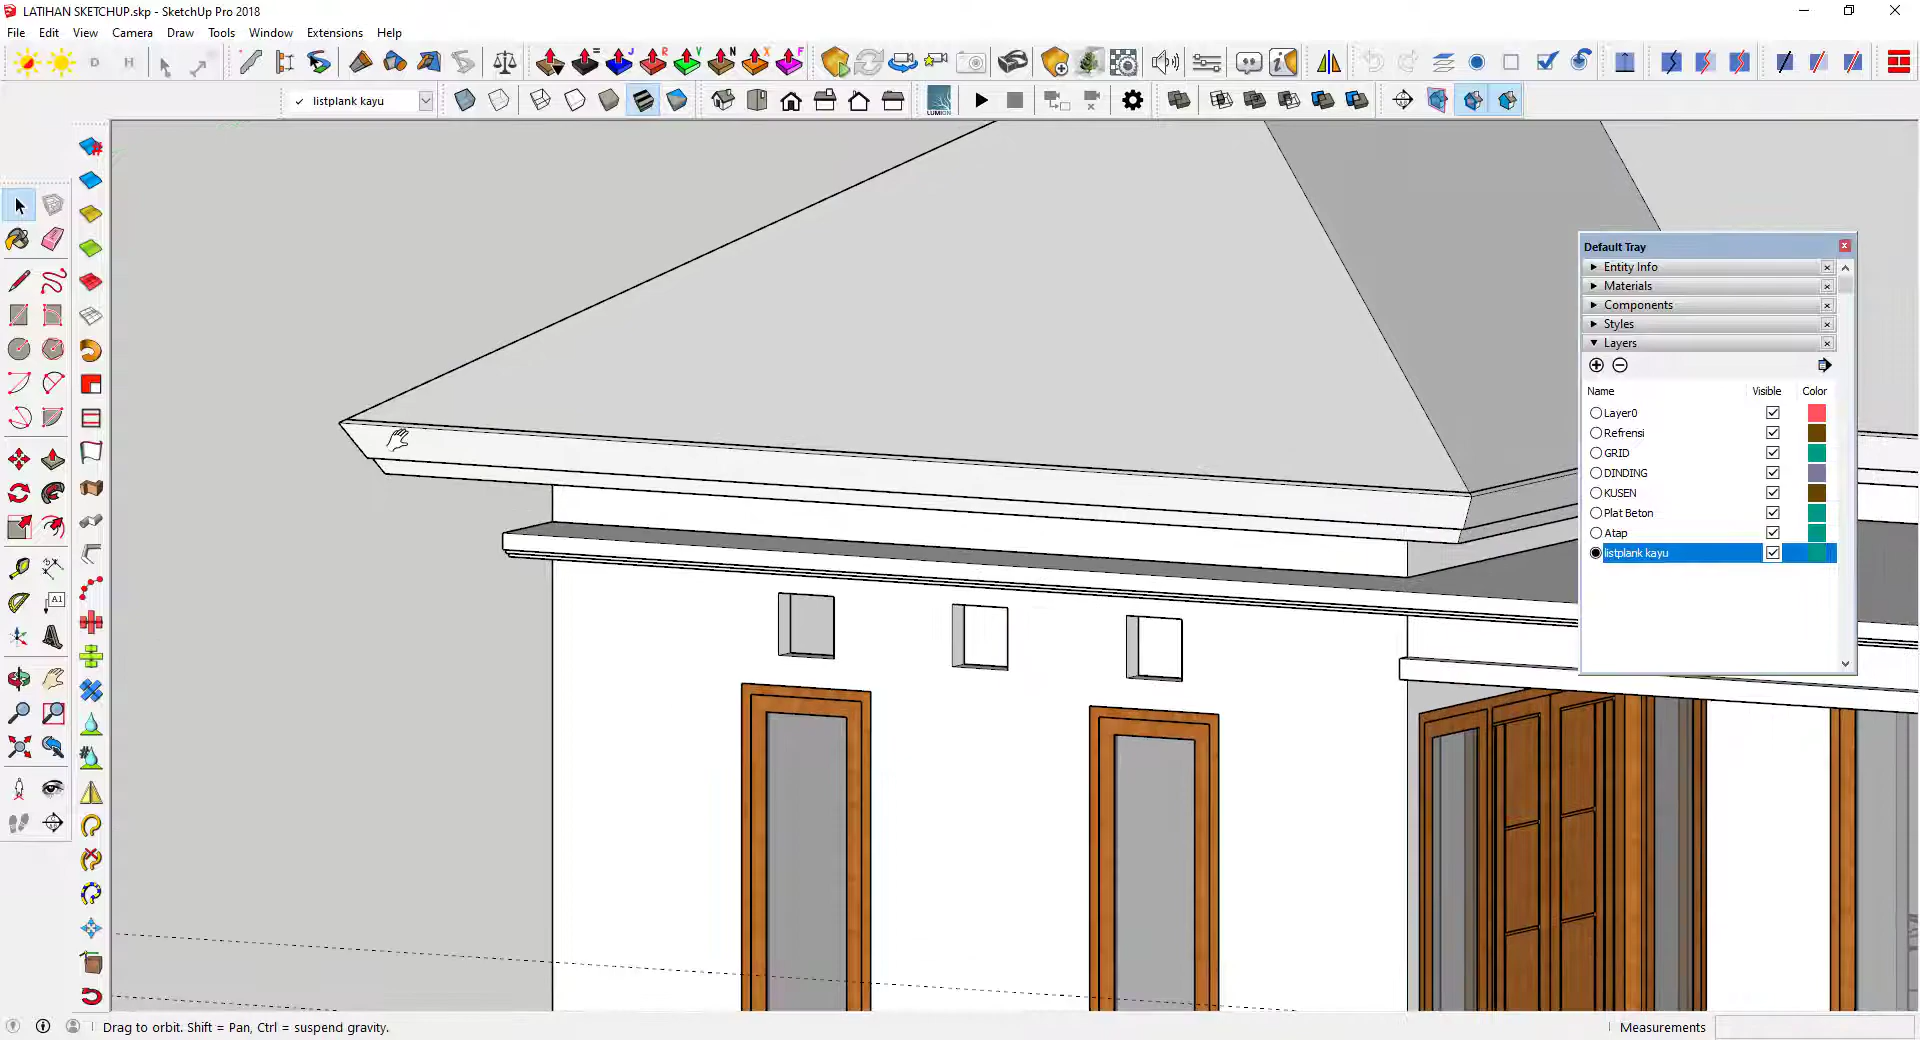 LATIHAN SKETCHUP.skp - SketchUp Pro 2018
File Edit View Camera Draw Tools Window Extensions Help
D H = J R V N X F
listplank kayu
LUMION
Default Tray
Entity Info
Materials
Components
Styles
Layers
Name Visible Color
Layer0
Refrensi
GRID
DINDING
KUSEN
Plat Beton
Atap
listplank kayu
A1
Drag to orbit. Shift = Pan, Ctrl = suspend gravity.
Measurements